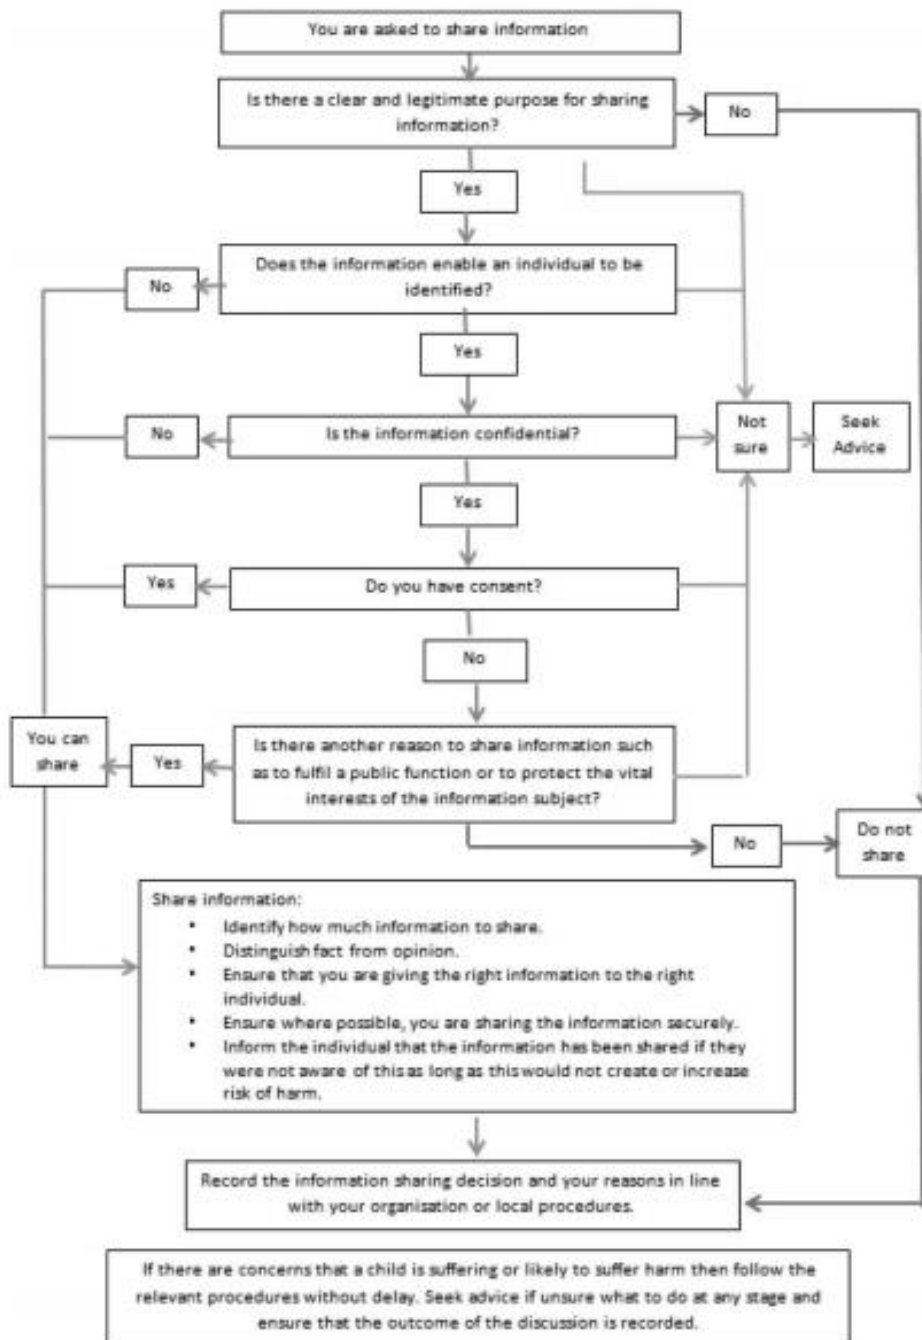 You are asked to share information
Is there a clear and legitimate purpose for sharing
information?
No
Yes
Does the information enable an individual to be
identified?
No
Yes
Is the information confidential?
No
Not
sure
Seek
Advice
Yes
Do you have consent?
Yes
No
You can
share
Yes
Is there another reason to share information such
as to fulfil a public function or to protect the vital
interests of the information subject?
No
Do not
share
Share information:
• Identify how much information to share.
• Distinguish fact from opinion.
• Ensure that you are giving the right information to the right
individual.
• Ensure where possible, you are sharing the information securely.
• Inform the individual that the information has been shared if they
were not aware of this as long as this would not create or increase
risk of harm.
Record the information sharing decision and your reasons in line
with your organisation or local procedures.
If there are concerns that a child is suffering or likely to suffer harm then follow the
relevant procedures without delay. Seek advice if unsure what to do at any stage and
ensure that the outcome of the discussion is recorded.